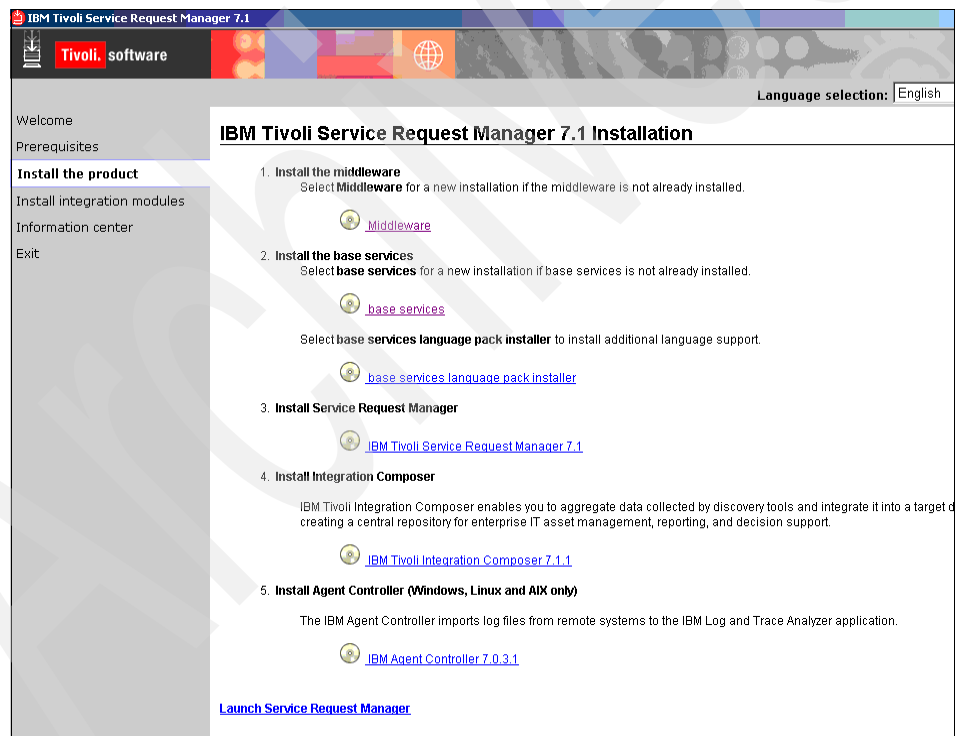 IBM Tivoli Service Request Manager 7.1
Tivoli. software
Language selection: English
Welcome
Prerequisites
Install the product
Install integration modules
Information center
Exit
IBM Tivoli Service Request Manager 7.1 Installation
1. Install the middleware
Select Middleware for a new installation if the middleware is not already installed.
Middleware
2. Install the base services
Select base services for a new installation if base services is not already installed.
base services
Select base services language pack installer to install additional language support.
base services language pack installer
3. Install Service Request Manager
IBM Tivoli Service Request Manager 7.1
4. Install Integration Composer
IBM Tivoli Integration Composer enables you to aggregate data collected by discovery tools and integrate it into a target d
creating a central repository for enterprise IT asset management, reporting, and decision support.
IBM Tivoli Integration Composer 7.1.1
5. Install Agent Controller (Windows, Linux and AIX only)
The IBM Agent Controller imports log files from remote systems to the IBM Log and Trace Analyzer application.
IBM Agent Controller 7.0.3.1
Launch Service Request Manager